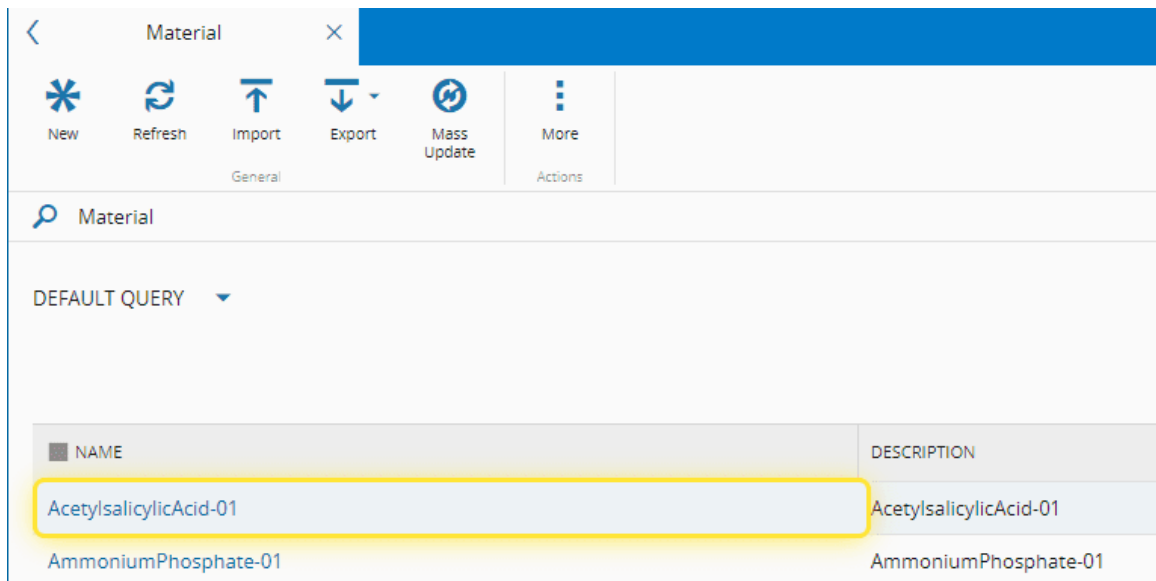 Material
New Refresh Import Export Mass Update More
General Actions
Material
DEFAULT QUERY
NAME DESCRIPTION
AcetylsalicylicAcid-01 AcetylsalicylicAcid-01
AmmoniumPhosphate-01 AmmoniumPhosphate-01